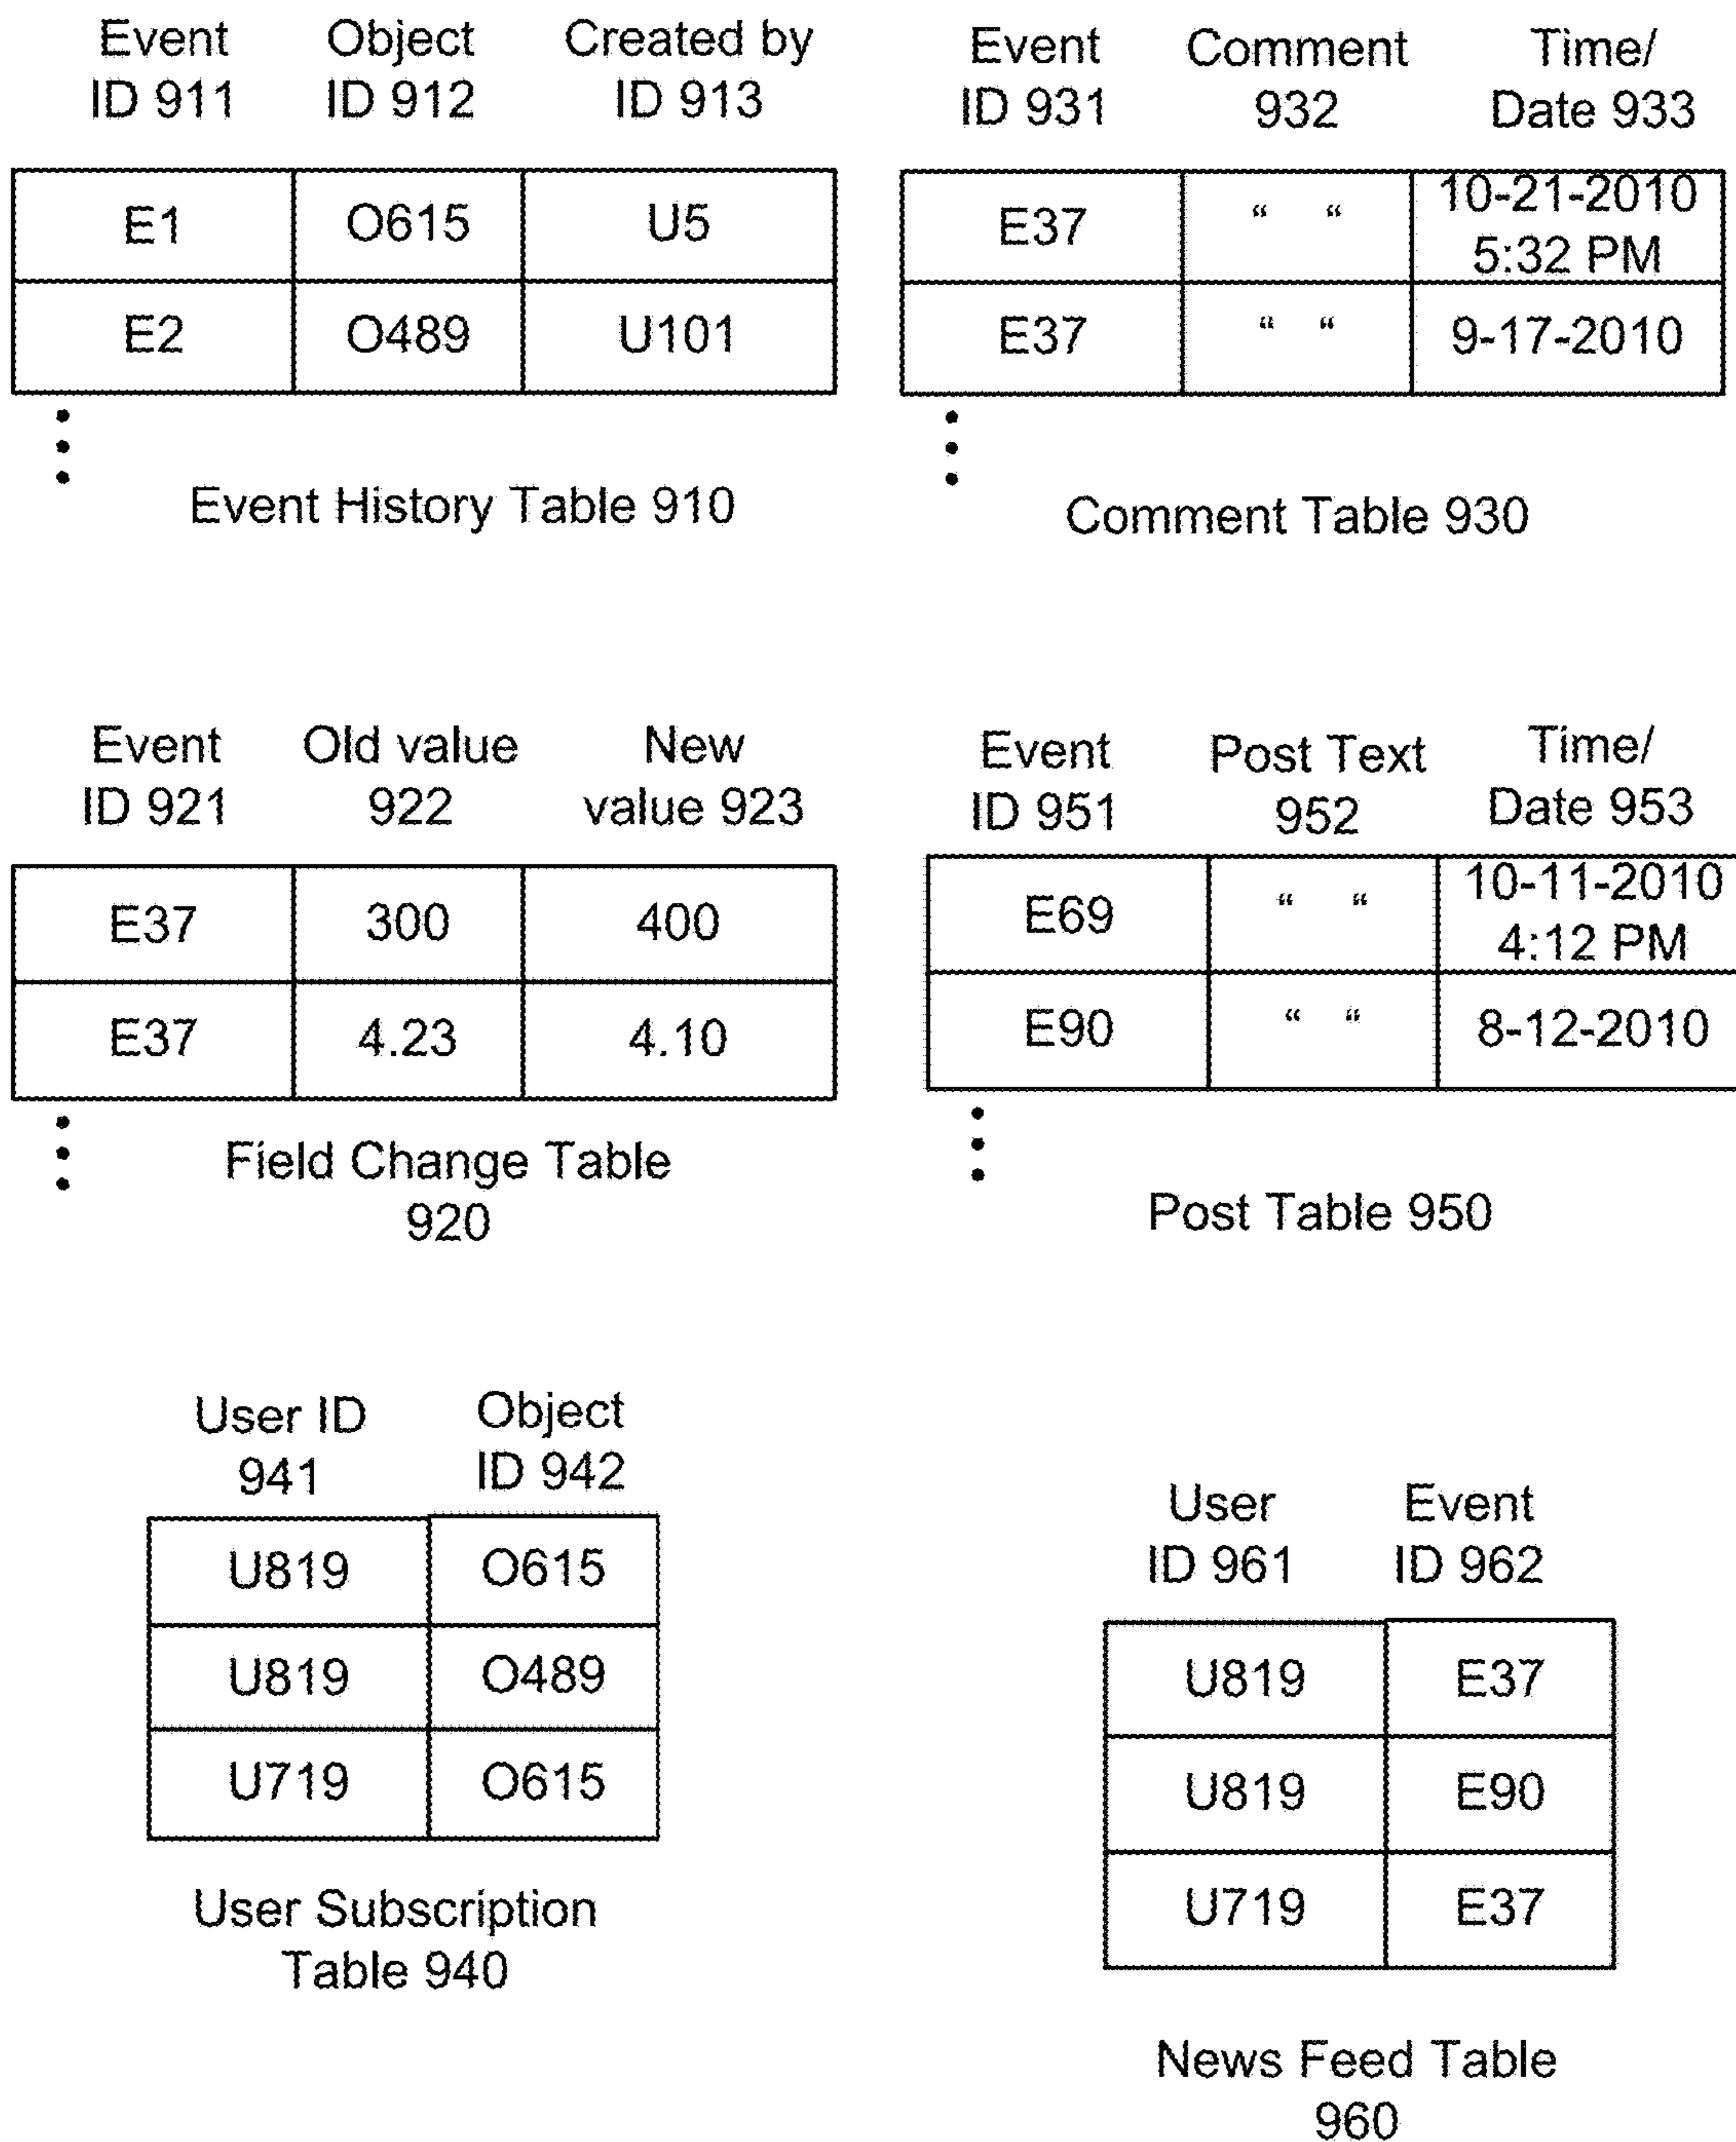 Event Object Created by
ID 911 ID 912 ID 913
E1 O615 U5
E2 O489 U101
Event History Table 910
Event Comment Time/
ID 931 932 Date 933
E37 “ “ 10-21-2010
5:32 PM
E37 “ “ 9-17-2010
Comment Table 930
Event Old value New
ID 921 922 value 923
E37 300 400
E37 4.23 4.10
Field Change Table
920
Event Post Text Time/
ID 951 952 Date 953
E69 “ “ 10-11-2010
4:12 PM
E90 “ “ 8-12-2010
Post Table 950
User ID Object
941 ID 942
U819 O615
U819 O489
U719 O615
User Subscription
Table 940
User Event
ID 961 ID 962
U819 E37
U819 E90
U719 E37
News Feed Table
960